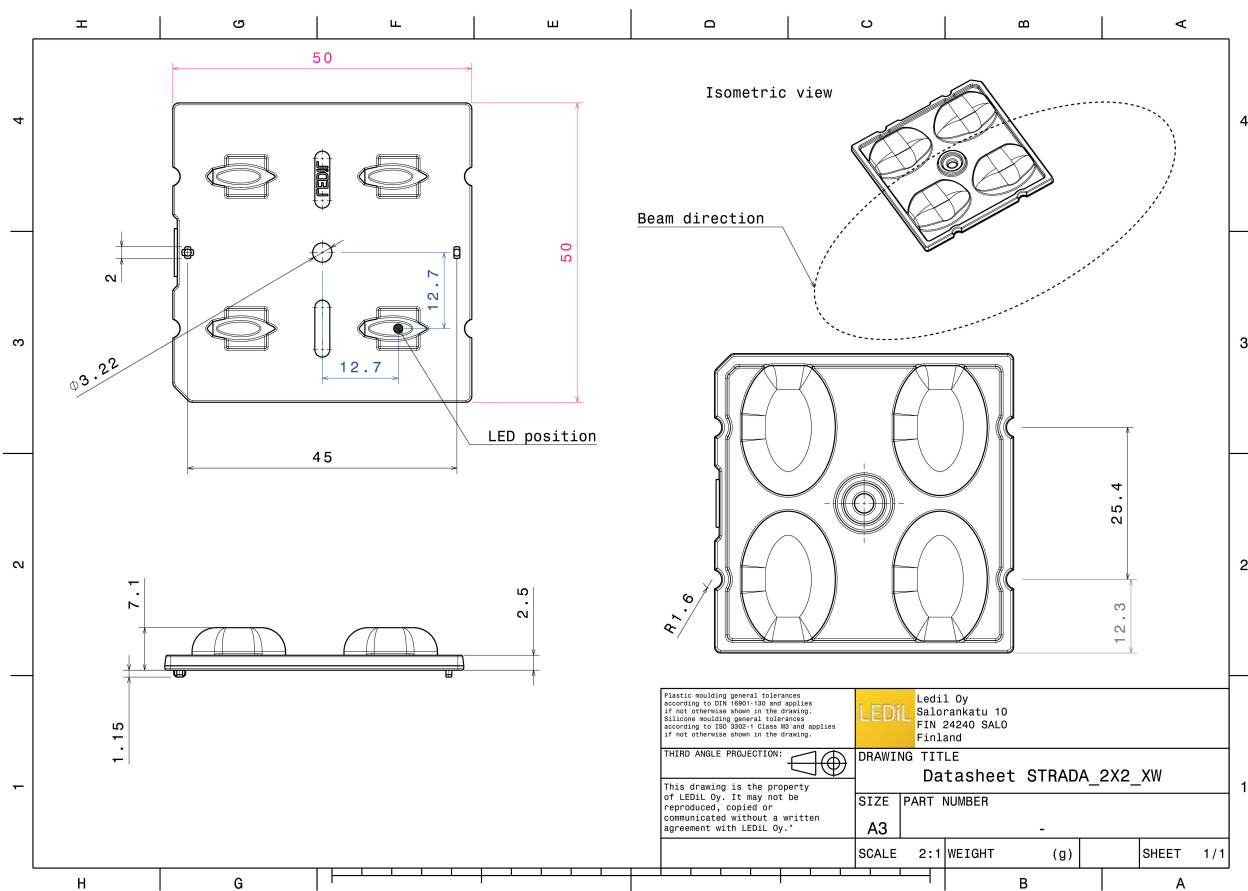 H G F E D C B A
4
3
2
1
50
50
2
Ø3.22
12.7
12.7
LED position
45
LEDiL
Isometric view
Beam direction
25.4
12.3
R1.6
7.1
2.5
1.15
Plastic moulding general tolerances
according to DIN 16901-130 and applies
if not otherwise shown in the drawing.
Silicone moulding general tolerances
according to ISO 3302-1 Class M3 and applies
if not otherwise shown in the drawing.
THIRD ANGLE PROJECTION:
This drawing is the property
of LEDiL Oy. It may not be
reproduced, copied or
communicated without a written
agreement with LEDiL Oy."
LEDiL
Ledil Oy
Salorankatu 10
FIN 24240 SALO
Finland
DRAWING TITLE
Datasheet STRADA_2X2_XW
SIZE PART NUMBER
A3 -
SCALE 2:1 WEIGHT (g) SHEET 1/1
4
3
2
1
H G B A